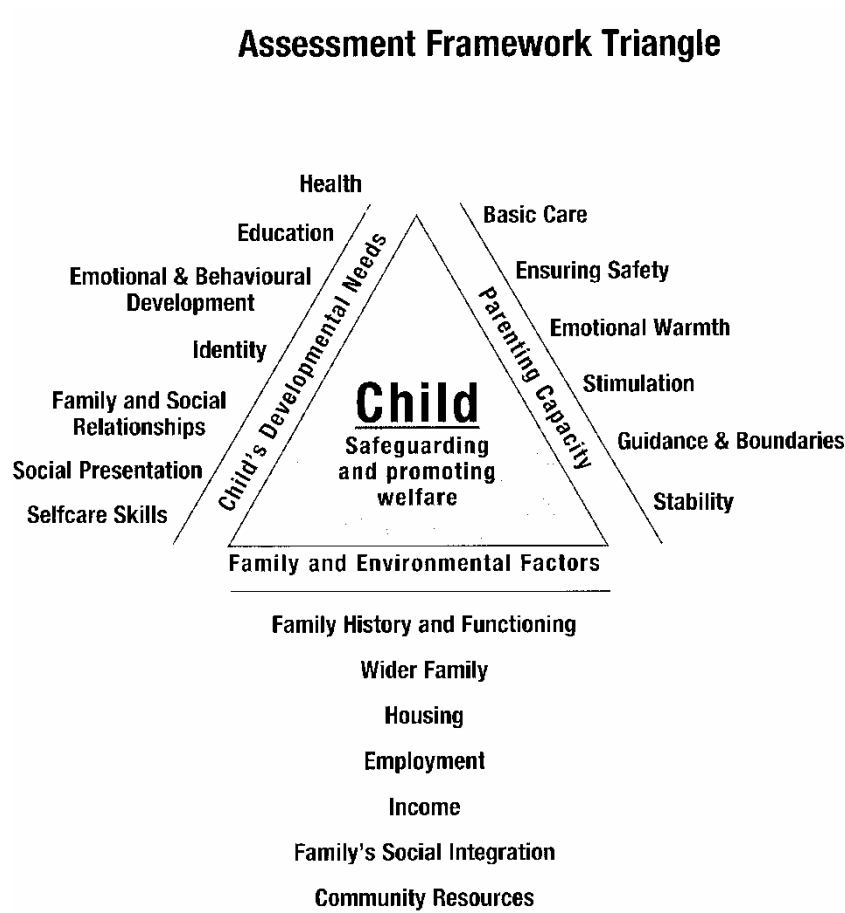 Assessment Framework Triangle
Health
Education
Emotional & Behavioural
Development
Identity
Family and Social
Relationships
Social Presentation
Selfcare Skills
Child's Developmental Needs
Child
Safeguarding
and promoting
welfare
Parenting Capacity
Basic Care
Ensuring Safety
Emotional Warmth
Stimulation
Guidance & Boundaries
Stability
Family and Environmental Factors
Family History and Functioning
Wider Family
Housing
Employment
Income
Family's Social Integration
Community Resources